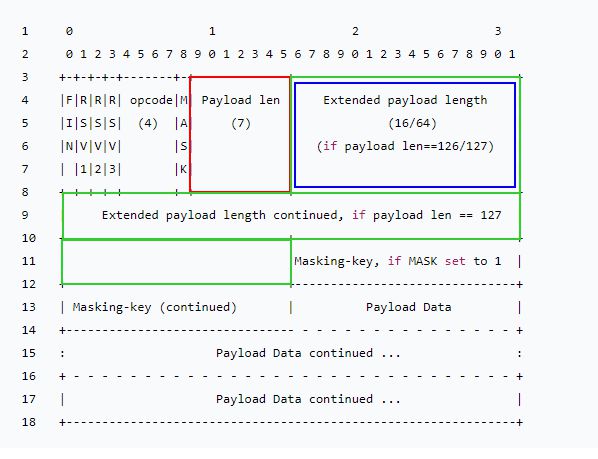 1      0                   1                   2                   3
2      0 1 2 3 4 5 6 7 8 9 0 1 2 3 4 5 6 7 8 9 0 1 2 3 4 5 6 7 8 9 0 1
3     +-+-+-+-+-------+-+-------------+-------------------------------+
4     |F|R|R|R| opcode|M| Payload len |    Extended payload length
5     |I|S|S|S|  (4)  |A|     (7)     |             (16/64)
6     |N|V|V|V|       |S|             |   (if payload len==126/127)
7     | |1|2|3|       |K|             |
8     +-+-+-+-+-------+-+-------------+-------------------------------+
9           Extended payload length continued, if payload len == 127
10
11                                    Masking-key, if MASK set to 1  |
12    +-------------------------------+-------------------------------+
13    | Masking-key (continued)       |          Payload Data         |
14    +-------------------------------- - - - - - - - - - - - - - - - +
15    :                     Payload Data continued ...                :
16    + - - - - - - - - - - - - - - - - - - - - - - - - - - - - - - - +
17    |                     Payload Data continued ...                |
18    +---------------------------------------------------------------+